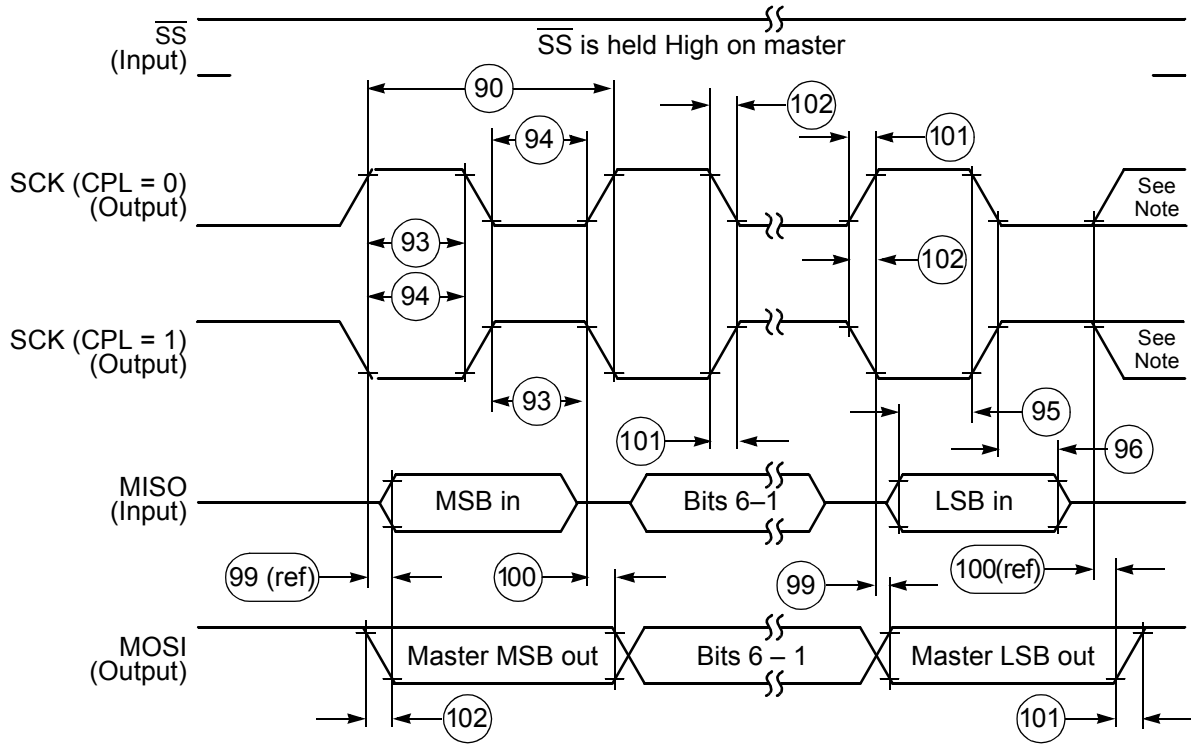 SS
(Input)
SS is held High on master
90
102
94
101
SCK (CPL = 0)
(Output)
See
Note
93
102
94
SCK (CPL = 1)
(Output)
See
Note
93
95
101
96
MISO
(Input)
MSB in
Bits 6–1
LSB in
99 (ref)
100
99
100(ref)
MOSI
(Output)
Master MSB out
Bits 6 – 1
Master LSB out
102
101